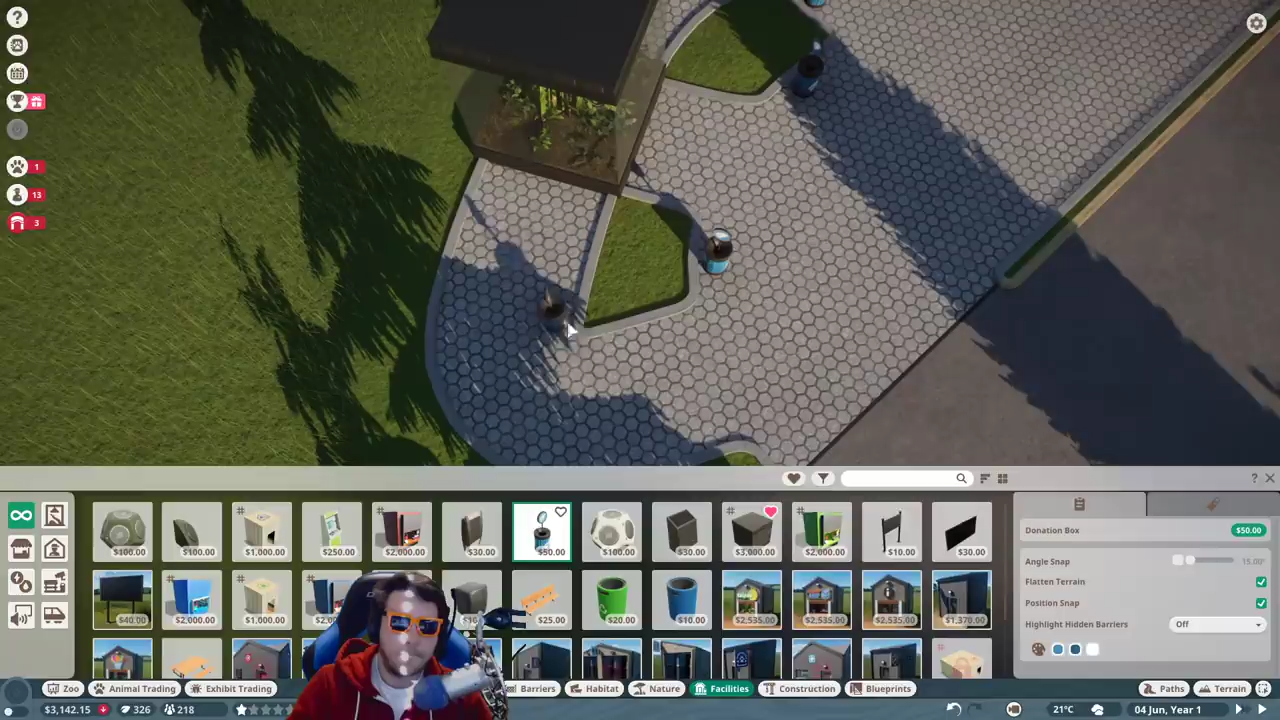 ?
1
13
3
? ×
$100.00 $100.00 $1,000.00 $250.00 $2,000.00 $30.00 $50.00 $100.00 $30.00 $3,000.00 $2,000.00 $10.00 $30.00
$40.00 $2,000.00 $1,000.00 $25.00 $20.00 $10.00 $2,535.00 $2,535.00 $2,535.00 $1,370.00
Donation Box $50.00
Angle Snap 15.00°
Flatten Terrain
Position Snap
Highlight Hidden Barriers Off
Zoo Animal Trading Exhibit Trading Barriers Habitat Nature Facilities Construction Blueprints Paths Terrain
$3,142.15 326 218 21°C 04 Jun, Year 1